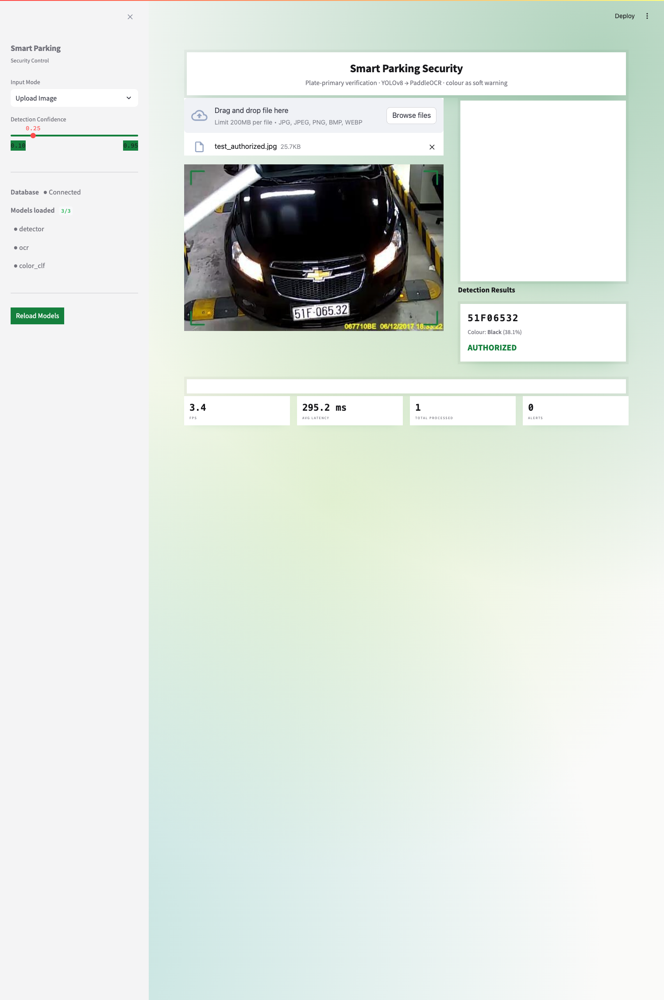 Deploy
Smart Parking
Security Control
Input Mode
Upload Image
Detection Confidence
0.25
0.10 0.95
Database ● Connected
Models loaded 3/3
● detector
● ocr
● color_clf
Reload Models
Smart Parking Security
Plate-primary verification · YOLOv8 → PaddleOCR · colour as soft warning
Drag and drop file here
Limit 200MB per file • JPG, JPEG, PNG, BMP, WEBP
Browse files
test_authorized.jpg 25.7KB
51F-065.32
067710BE 06/12/2017 18:33:22
Detection Results
51F06532
Colour: Black (38.1%)
AUTHORIZED
3.4
FPS
295.2 ms
AVG LATENCY
1
TOTAL PROCESSED
0
ALERTS